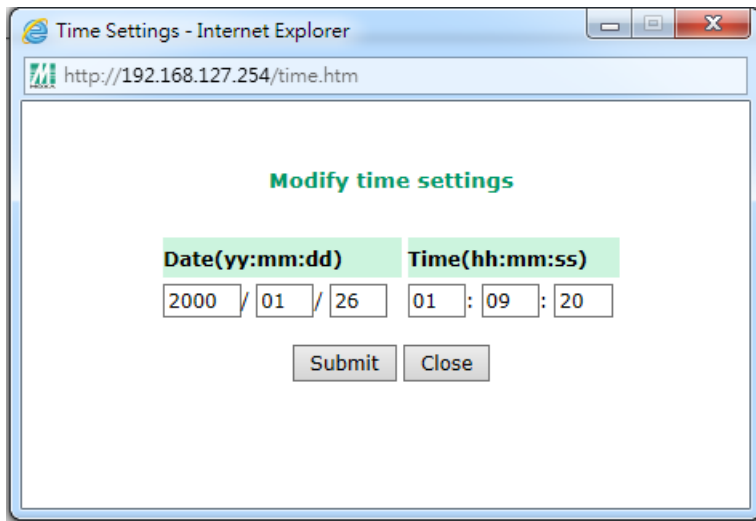 Time Settings - Internet Explorer
MOXA http://192.168.127.254/time.htm
Modify time settings
Date(yy:mm:dd) Time(hh:mm:ss)
2000 / 01 / 26 01 : 09 : 20
Submit Close